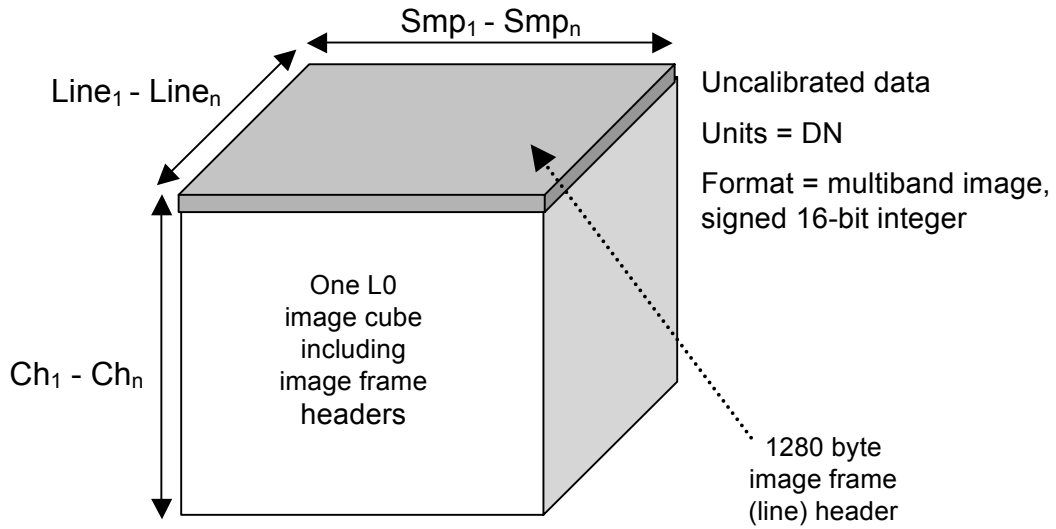 Smp₁ - Smpₙ
Line₁ - Lineₙ
Uncalibrated data
Units = DN
Format = multiband image,
signed 16-bit integer
One L0
image cube
including
image frame
headers
Ch₁ - Chₙ
1280 byte
image frame
(line) header